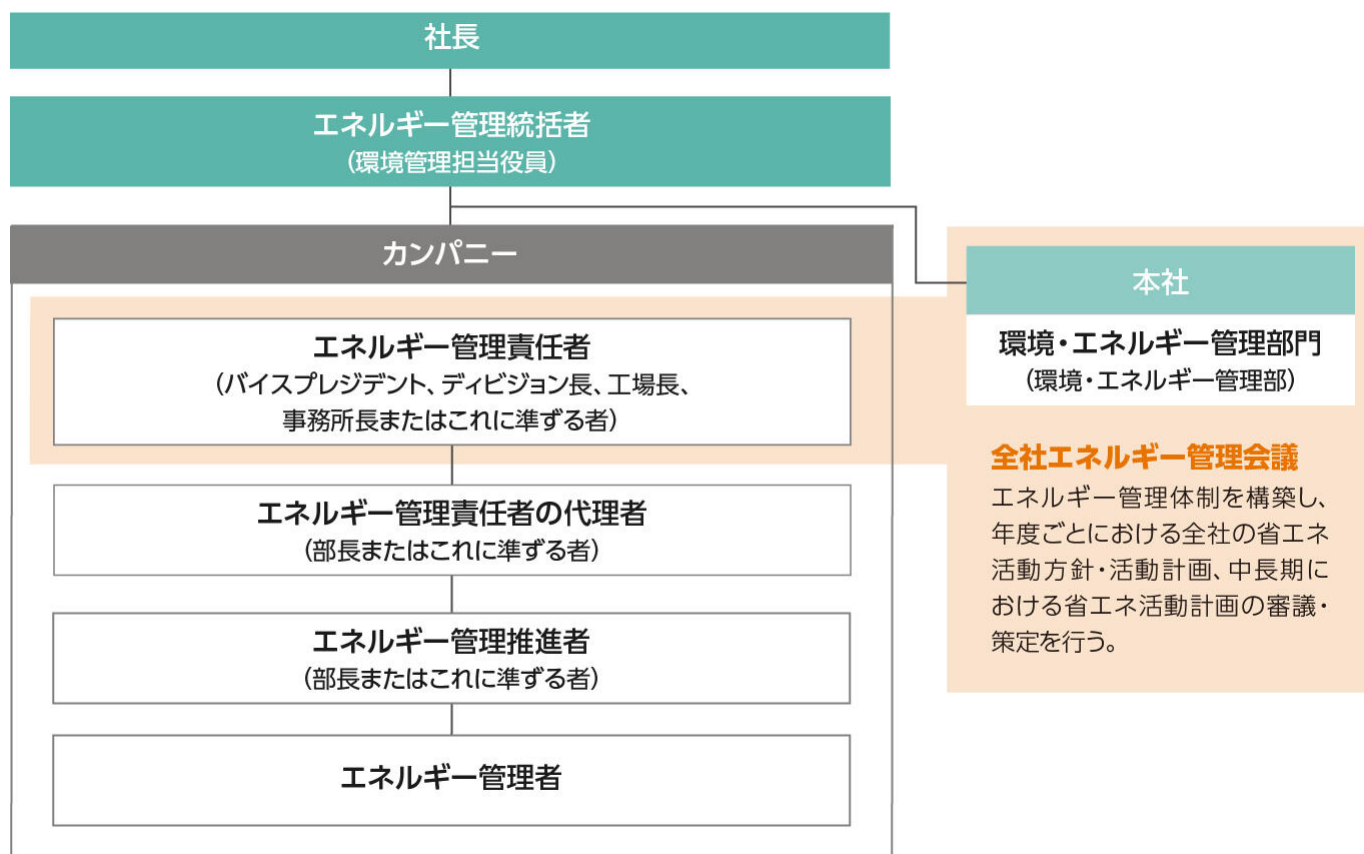 社長
エネルギー管理統括者
(環境管理担当役員)
カンパニー
エネルギー管理責任者
(バイスプレジデント、ディビジョン長、工場長、
事務所長またはこれに準ずる者)
エネルギー管理責任者の代理者
(部長またはこれに準ずる者)
エネルギー管理推進者
(部長またはこれに準ずる者)
エネルギー管理者
本社
環境・エネルギー管理部門
(環境・エネルギー管理部)
全社エネルギー管理会議
エネルギー管理体制を構築し、
年度ごとにおける全社の省エネ
活動方針・活動計画、中長期に
おける省エネ活動計画の審議・
策定を行う。